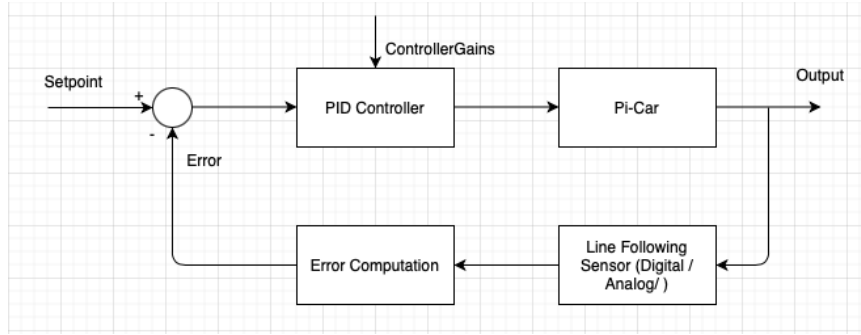 ControllerGains
Setpoint
+
-
PID Controller
Pi-Car
Output
Error
Error Computation
Line Following
Sensor (Digital /
Analog/ )